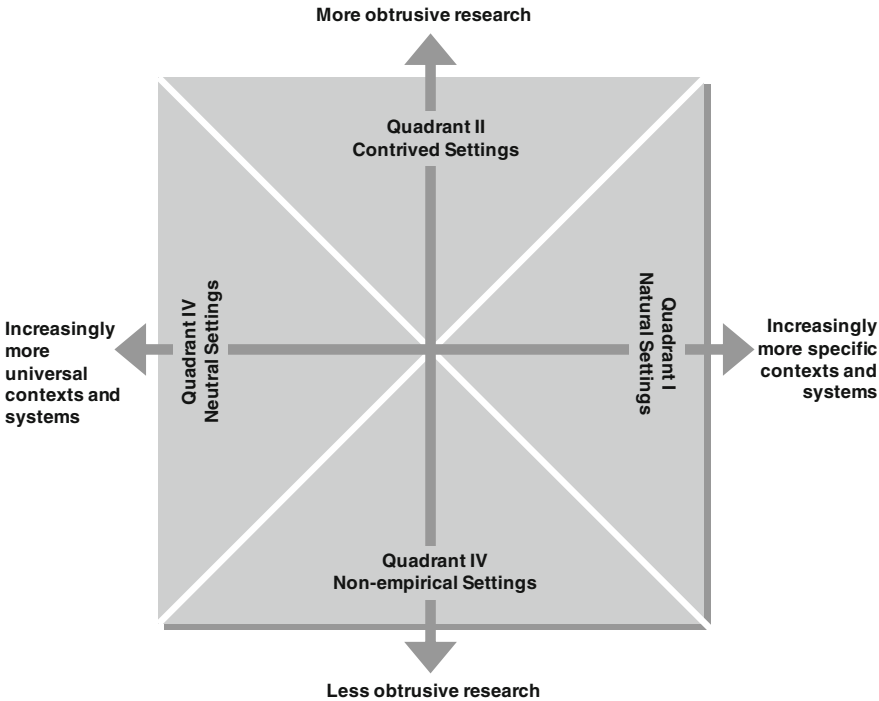 More obtrusive research
Quadrant II
Contrived Settings
Quadrant IV
Neutral Settings
Quadrant I
Natural Settings
Increasingly
more
universal
contexts and
systems
Increasingly
more specific
contexts and
systems
Quadrant IV
Non-empirical Settings
Less obtrusive research